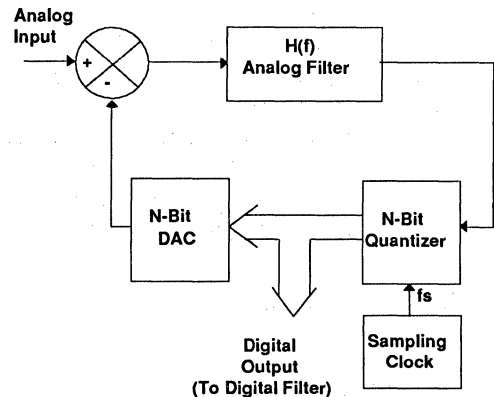 Analog
Input
+
-
H(f)
Analog Filter
N-Bit
DAC
N-Bit
Quantizer
fs
Sampling
Clock
Digital
Output
(To Digital Filter)